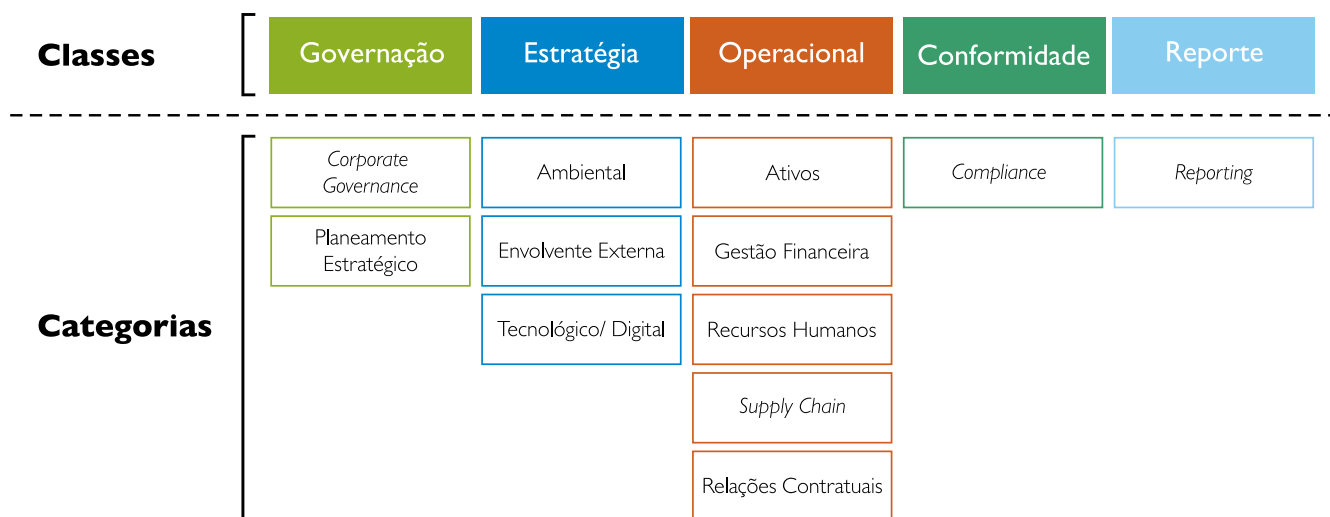 Classes
Governação
Estratégia
Operacional
Conformidade
Reporte
Categorias
Corporate
Governance
Planeamento
Estratégico
Ambiental
Envolvente Externa
Tecnológico/ Digital
Ativos
Gestão Financeira
Recursos Humanos
Supply Chain
Relações Contratuais
Compliance
Reporting